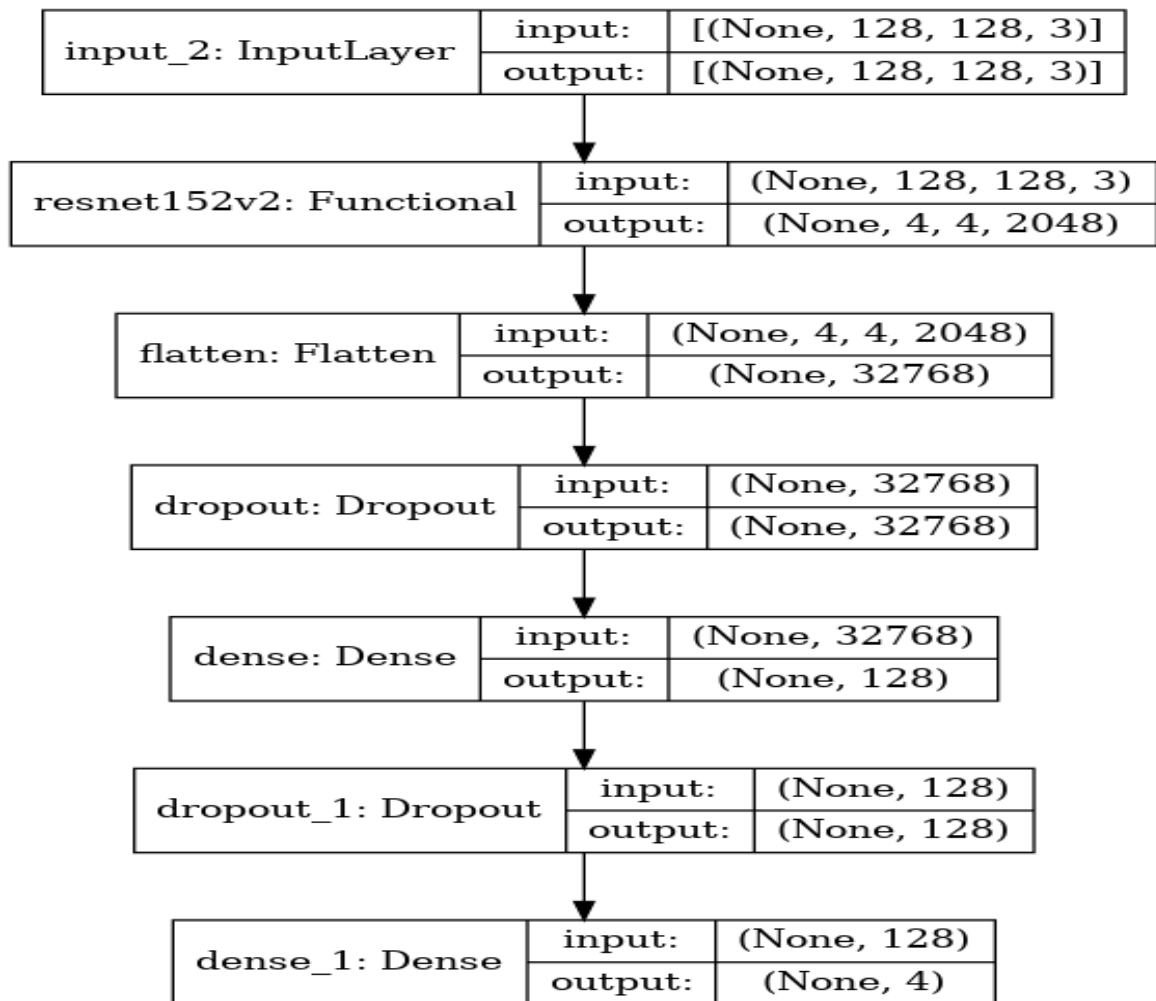 input_2: InputLayer
input: [(None, 128, 128, 3)]
output: [(None, 128, 128, 3)]
resnet152v2: Functional
input: (None, 128, 128, 3)
output: (None, 4, 4, 2048)
flatten: Flatten
input: (None, 4, 4, 2048)
output: (None, 32768)
dropout: Dropout
input: (None, 32768)
output: (None, 32768)
dense: Dense
input: (None, 32768)
output: (None, 128)
dropout_1: Dropout
input: (None, 128)
output: (None, 128)
dense_1: Dense
input: (None, 128)
output: (None, 4)